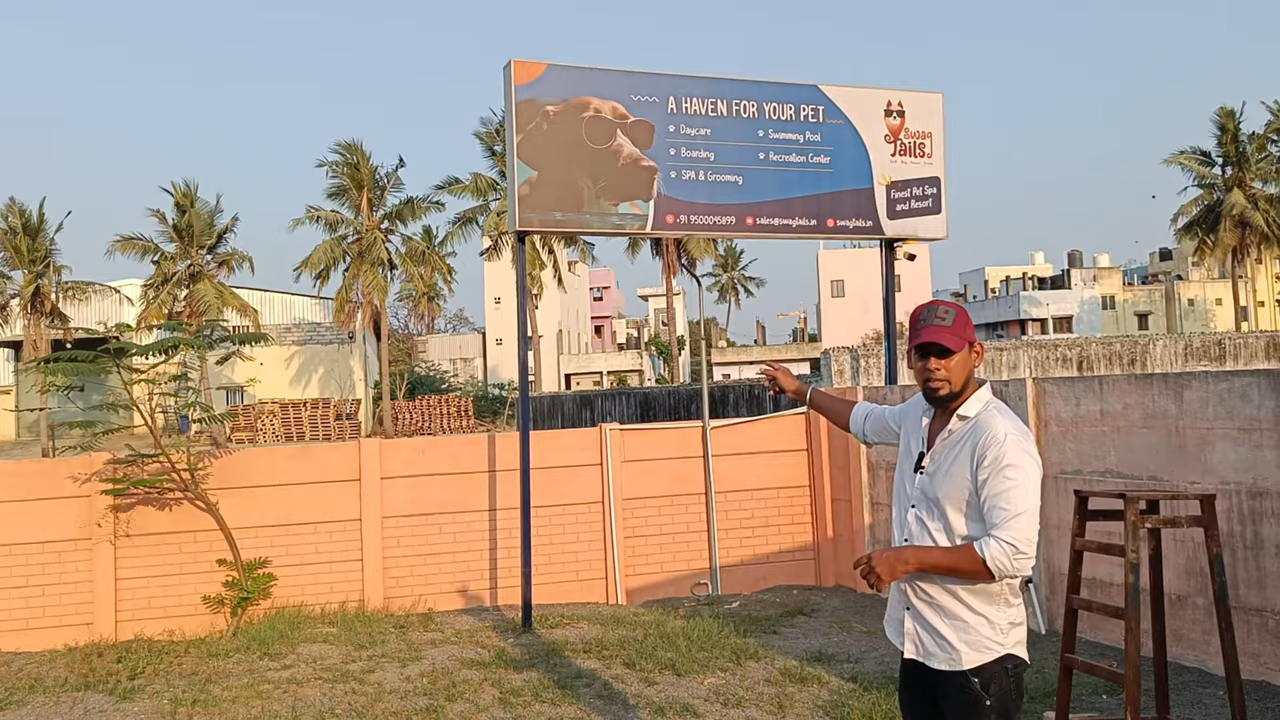 A HAVEN FOR YOUR PET
Daycare
Swimming Pool
Boarding
Recreation Center
SPA & Grooming
+91 9500045899
sales@swagtails.in
swagtails.in
Swag
Tails
Finest Pet Spa
and Resort
99